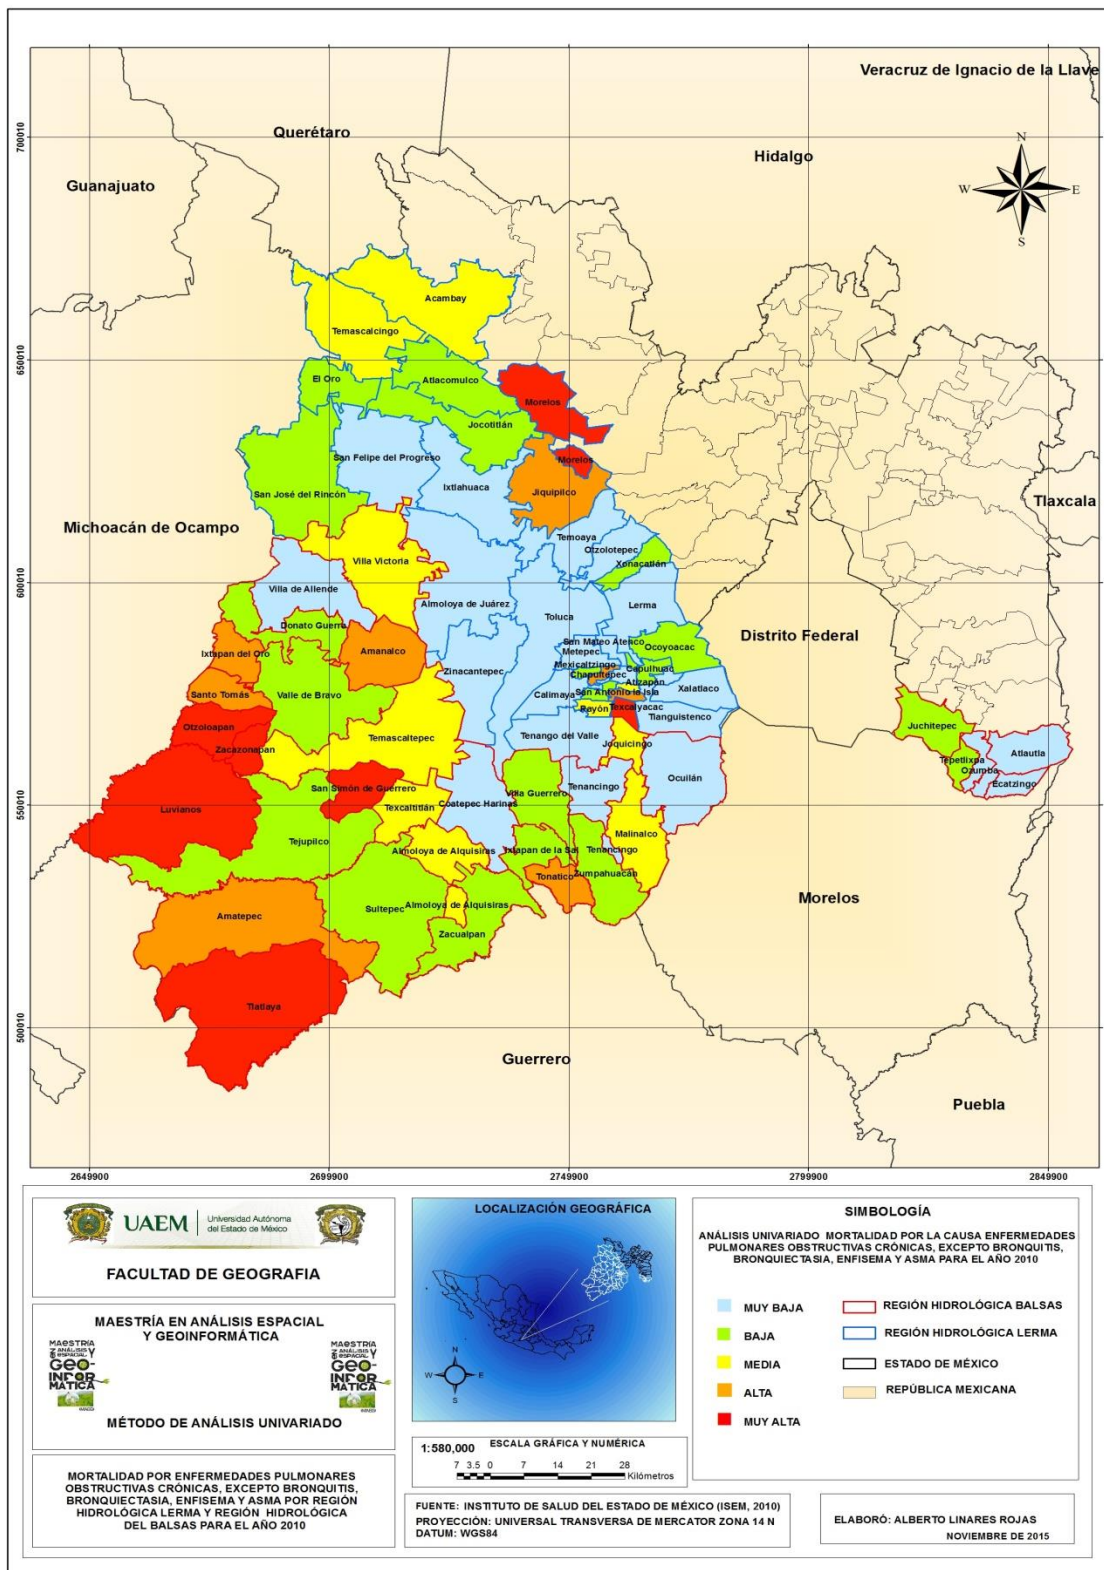 Veracruz de Ignacio de la Llave
Querétaro
Hidalgo
Guanajuato
N
W
E
S
Acambay
Temascalcingo
El Oro
Atlacomulco
Morelos
Jocotitlán
San Felipe del Progreso
Morelos
San José del Rincón
Ixtlahuaca
Jiquipilco
Tlaxcala
Michoacán de Ocampo
Temoaya
Otzolotepec
Villa Victoria
Xonacatlán
Villa de Allende
Almoloya de Juárez
Lerma
Toluca
Donato Guerra
Distrito Federal
San Mateo Atenco
Ocoyoacac
Ixtapan del Oro
Amanalco
Metepec
Zinacantepec
Mexicaltzingo
Capulhuac
Chapultepec
Atizapán
Santo Tomás
Valle de Bravo
Calimaya
San Antonio la Isla
Xalatlaco
Rayón
Texcalyacac
Tianguistenco
Otzoloapan
Temascaltepec
Tenango del Valle
Juchitepec
Zacazonapan
Joquicingo
Atlautla
Tepetlixpa
Ozumba
Ecatzingo
San Simón de Guerrero
Ocuilán
Tenancingo
Luvianos
Texcaltitlán
Coatepec Harinas
Villa Guerrero
Malinalco
Tejupilco
Almoloya de Alquisiras
Ixtapan de la Sal
Tenancingo
Tonatico
Zumpahuacán
Morelos
Sultepec
Almoloya de Alquisiras
Amatepec
Zacualpan
Tlatlaya
Guerrero
Puebla
700010
650010
600010
550010
500010
2649900
2699900
2749900
2799900
2849900
UAEM
Universidad Autónoma
del Estado de México
FACULTAD DE GEOGRAFIA
MAESTRÍA EN ANÁLISIS ESPACIAL
Y GEOINFORMÁTICA
MÉTODO DE ANÁLISIS UNIVARIADO
MORTALIDAD POR ENFERMEDADES PULMONARES
OBSTRUCTIVAS CRÓNICAS, EXCEPTO BRONQUITIS,
BRONQUIECTASIA, ENFISEMA Y ASMA POR REGIÓN
HIDROLÓGICA LERMA Y REGIÓN HIDROLÓGICA
DEL BALSAS PARA EL AÑO 2010
LOCALIZACIÓN GEOGRÁFICA
N
W
E
S
1:580,000
ESCALA GRÁFICA Y NUMÉRICA
7 3.5 0 7 14 21 28
Kilómetros
FUENTE: INSTITUTO DE SALUD DEL ESTADO DE MÉXICO (ISEM, 2010)
PROYECCIÓN: UNIVERSAL TRANSVERSA DE MERCATOR ZONA 14 N
DATUM: WGS84
SIMBOLOGÍA
ANÁLISIS UNIVARIADO MORTALIDAD POR LA CAUSA ENFERMEDADES
PULMONARES OBSTRUCTIVAS CRÓNICAS, EXCEPTO BRONQUITIS,
BRONQUIECTASIA, ENFISEMA Y ASMA PARA EL AÑO 2010
MUY BAJA
BAJA
MEDIA
ALTA
MUY ALTA
REGIÓN HIDROLÓGICA BALSAS
REGIÓN HIDROLÓGICA LERMA
ESTADO DE MÉXICO
REPÚBLICA MEXICANA
ELABORÓ: ALBERTO LINARES ROJAS
NOVIEMBRE DE 2015